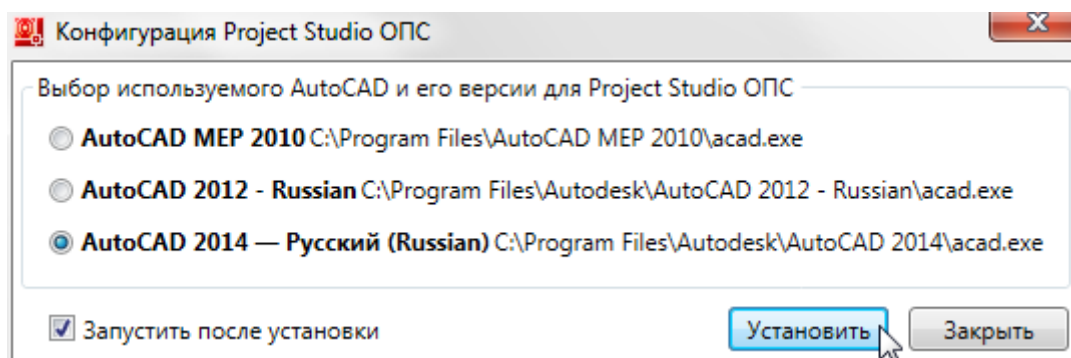 Конфигурация Project Studio ОПС
Выбор используемого AutoCAD и его версии для Project Studio ОПС
AutoCAD MEP 2010 C:\Program Files\AutoCAD MEP 2010\acad.exe
AutoCAD 2012 - Russian C:\Program Files\Autodesk\AutoCAD 2012 - Russian\acad.exe
AutoCAD 2014 — Русский (Russian) C:\Program Files\Autodesk\AutoCAD 2014\acad.exe
Запустить после установки
Установить
Закрыть